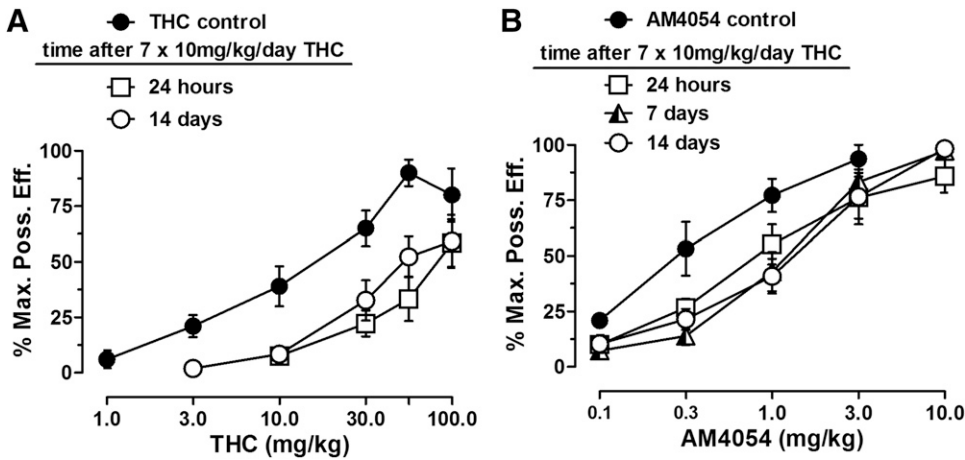 A
THC control
time after 7 x 10mg/kg/day THC
24 hours
14 days
% Max. Poss. Eff.
100
75
50
25
0
1.0 3.0 10.0 30.0 100.0
THC (mg/kg)
B
AM4054 control
time after 7 x 10mg/kg/day THC
24 hours
7 days
14 days
% Max. Poss. Eff.
100
75
50
25
0
0.1 0.3 1.0 3.0 10.0
AM4054 (mg/kg)